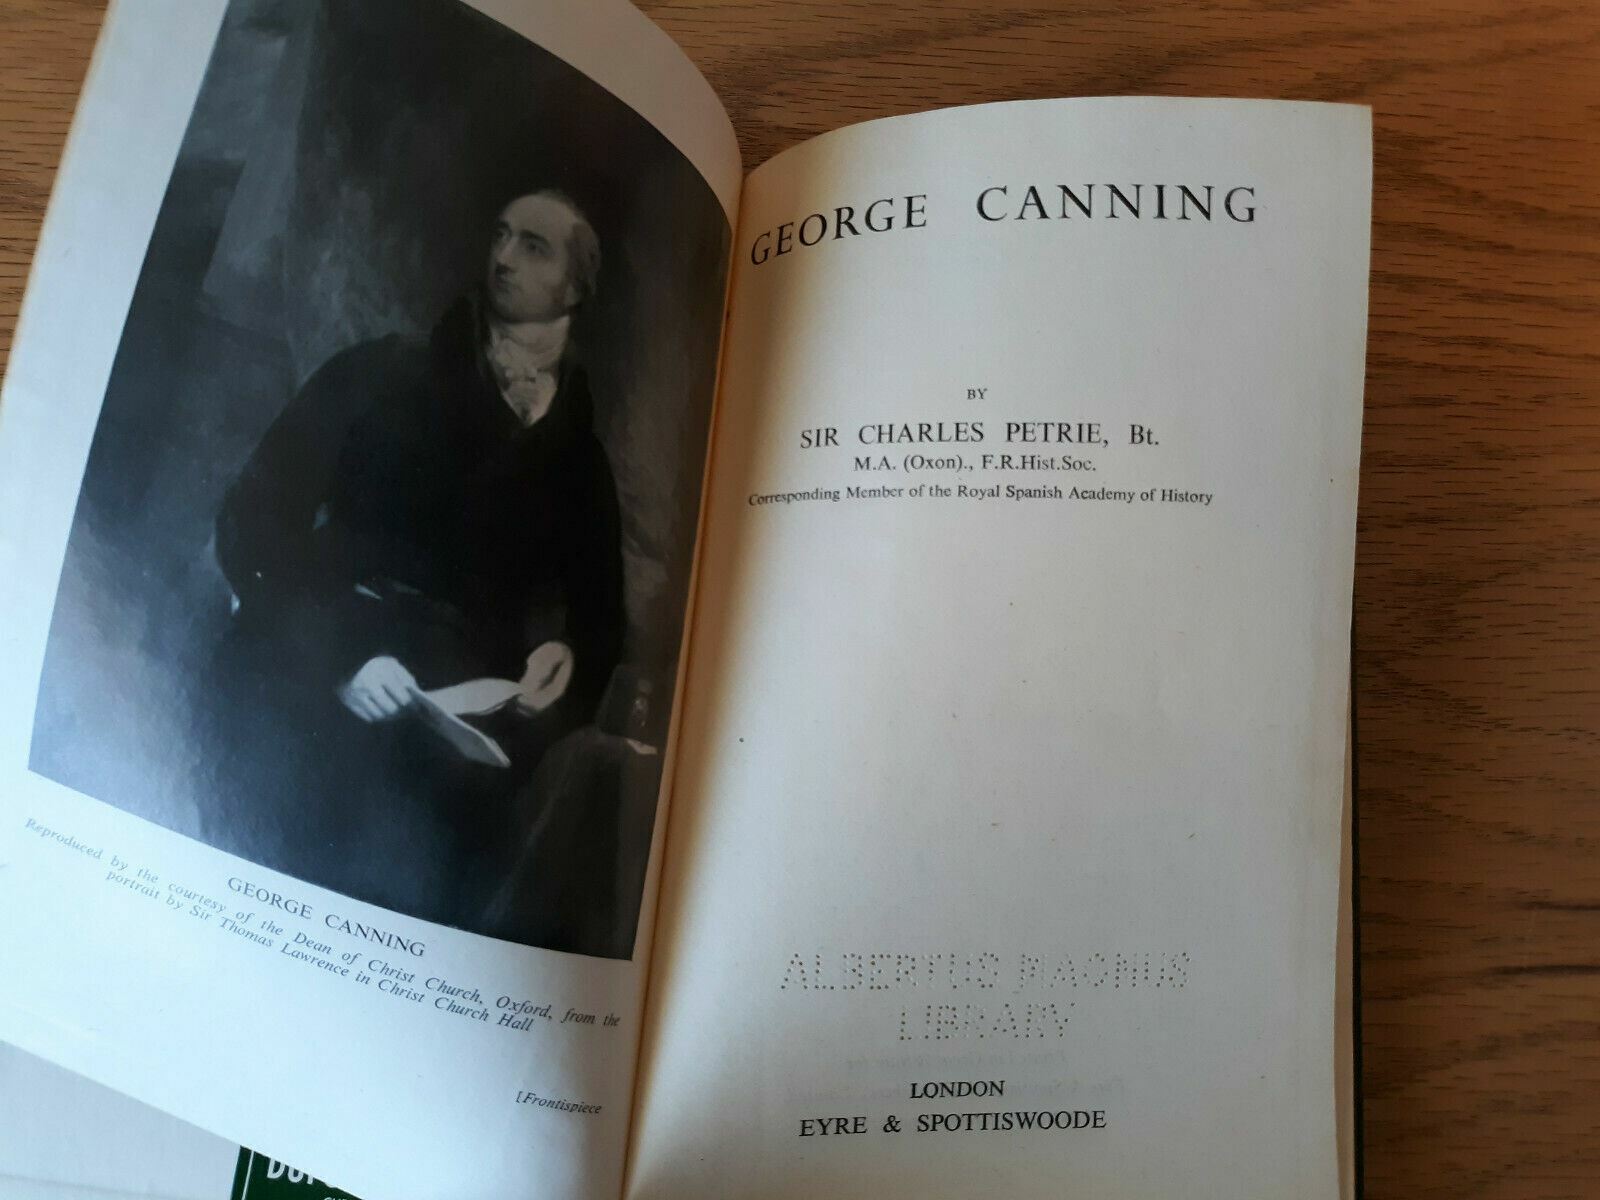 GEORGE CANNING
Reproduced by the courtesy of the Dean of Christ Church, Oxford, from the
portrait by Sir Thomas Lawrence in Christ Church Hall
[Frontispiece
GEORGE CANNING
BY
SIR CHARLES PETRIE, Bt.
M.A. (Oxon)., F.R.Hist.Soc.
Corresponding Member of the Royal Spanish Academy of History
ALBERTUS MAGNUS
LIBRARY
LONDON
EYRE & SPOTTISWOODE